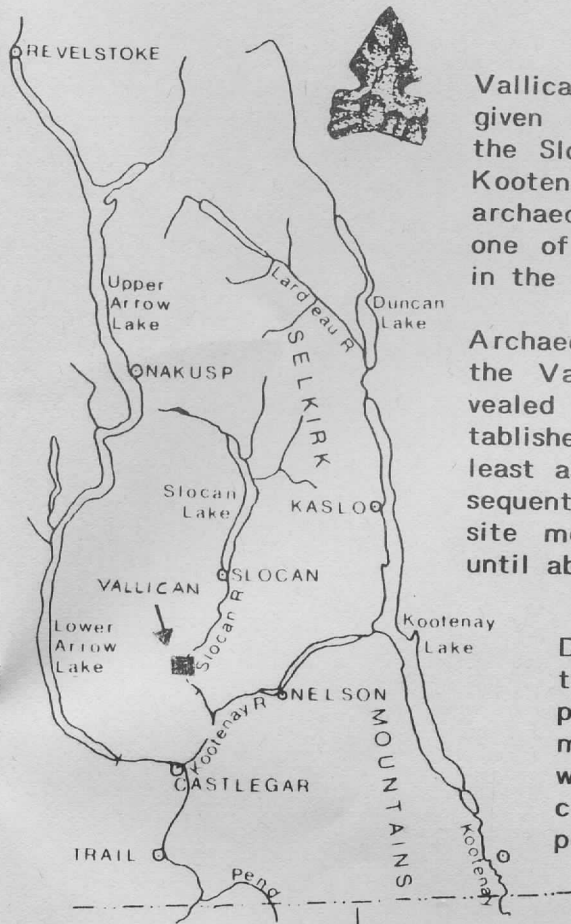 REVELSTOKE
Upper
Arrow
Lake
NAKUSP
Lardeau R
Duncan
Lake
SELKIRK
Slocan
Lake
KASLO
SLOCAN
VALLICAN
Slocan R
Lower
Arrow
Lake
Kootenay
Lake
NELSON
Kootenay R
MOUNTAINS
CASTLEGAR
TRAIL
Pend
Kootenay
Vallica
given
the Slo
Kooten
archaeo
one of
in the
Archaeo
the Va
vealed
tablishe
least a
sequent
site mo
until ab
D
t
p
m
w
c
p